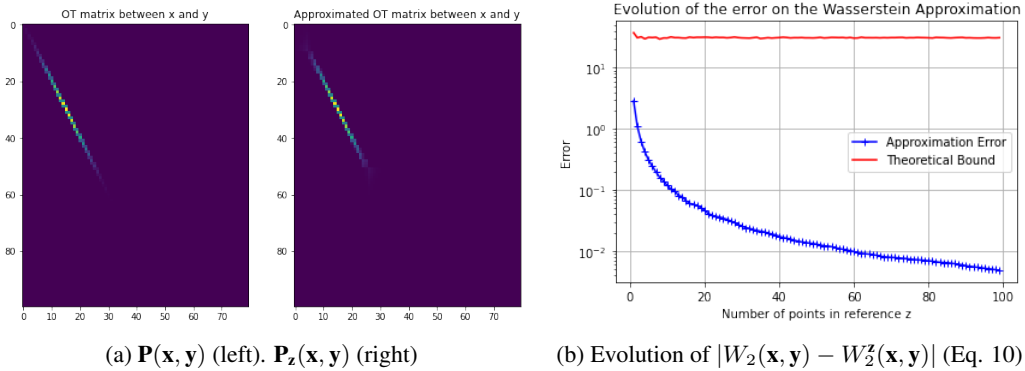 OT matrix between x and y
0
20
40
60
80
0 10 20 30 40 50 60 70
Approximated OT matrix between x and y
0
20
40
60
80
0 10 20 30 40 50 60 70
(a) P(x, y) (left). P_z(x, y) (right)
Evolution of the error on the Wasserstein Approximation
Error
10^1
10^0
10^-1
10^-2
Approximation Error
Theoretical Bound
0 20 40 60 80 100
Number of points in reference z
(b) Evolution of |W_2(x, y) − W_2^z(x, y)| (Eq. 10)